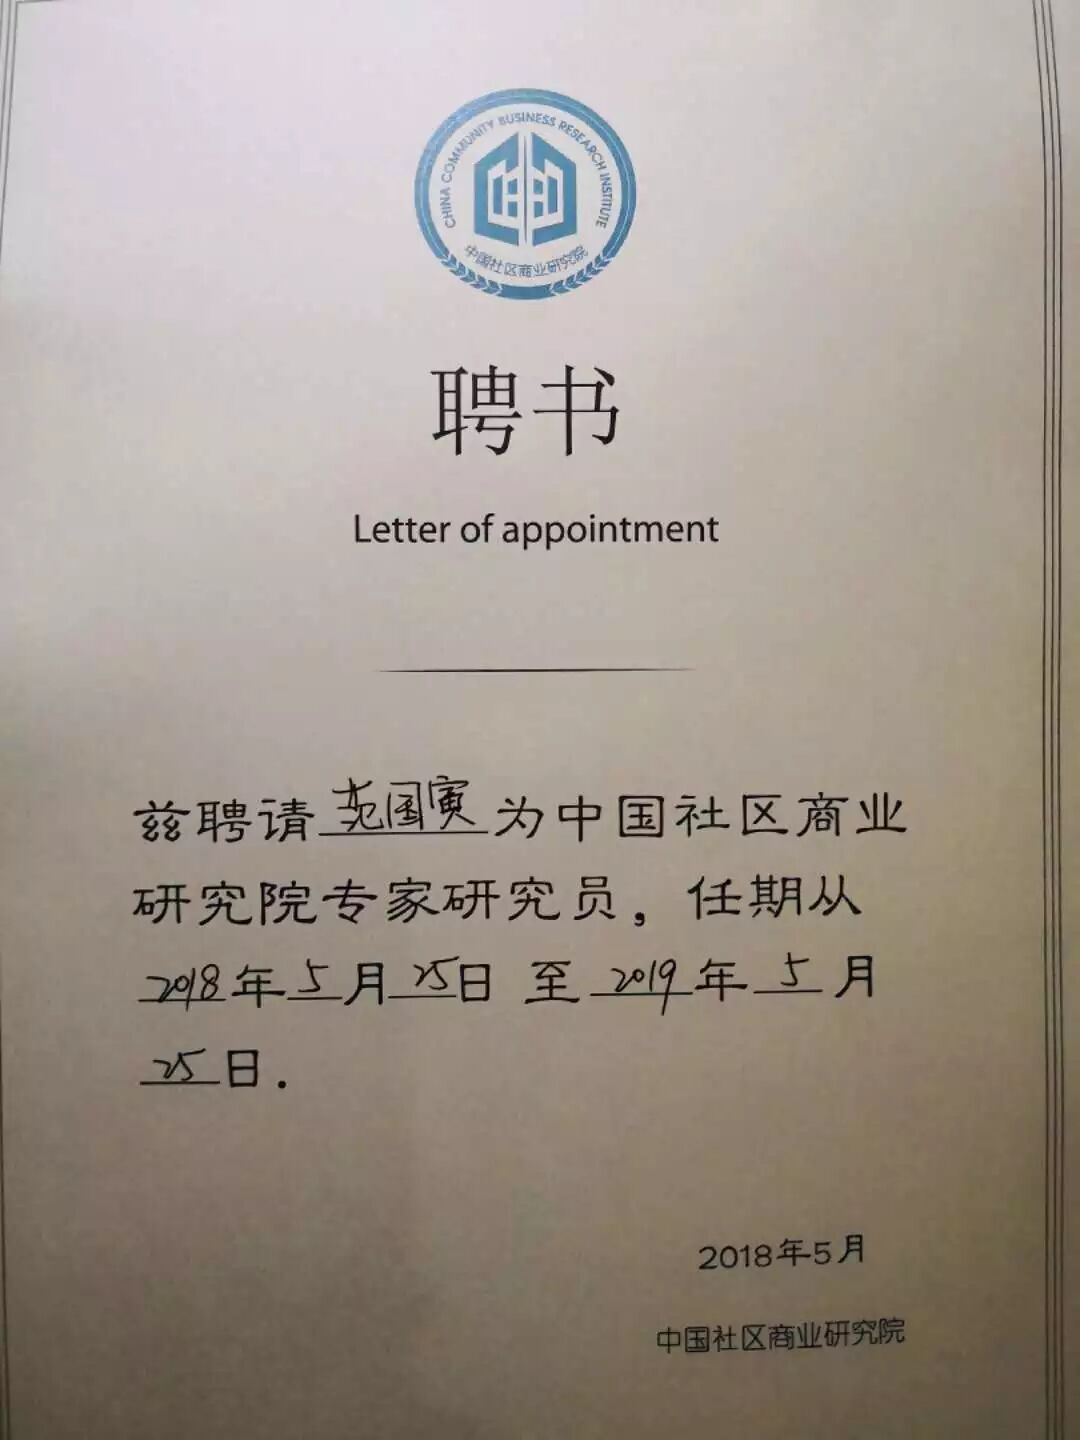 CHINA COMMUNITY BUSINESS RESEARCH INSTITUTE
中国社区商业研究院
聘书
Letter of appointment
兹聘请范国寅为中国社区商业
研究院专家研究员，任期从
2018年5月25日至2019年5月
25日.
2018年5月
中国社区商业研究院